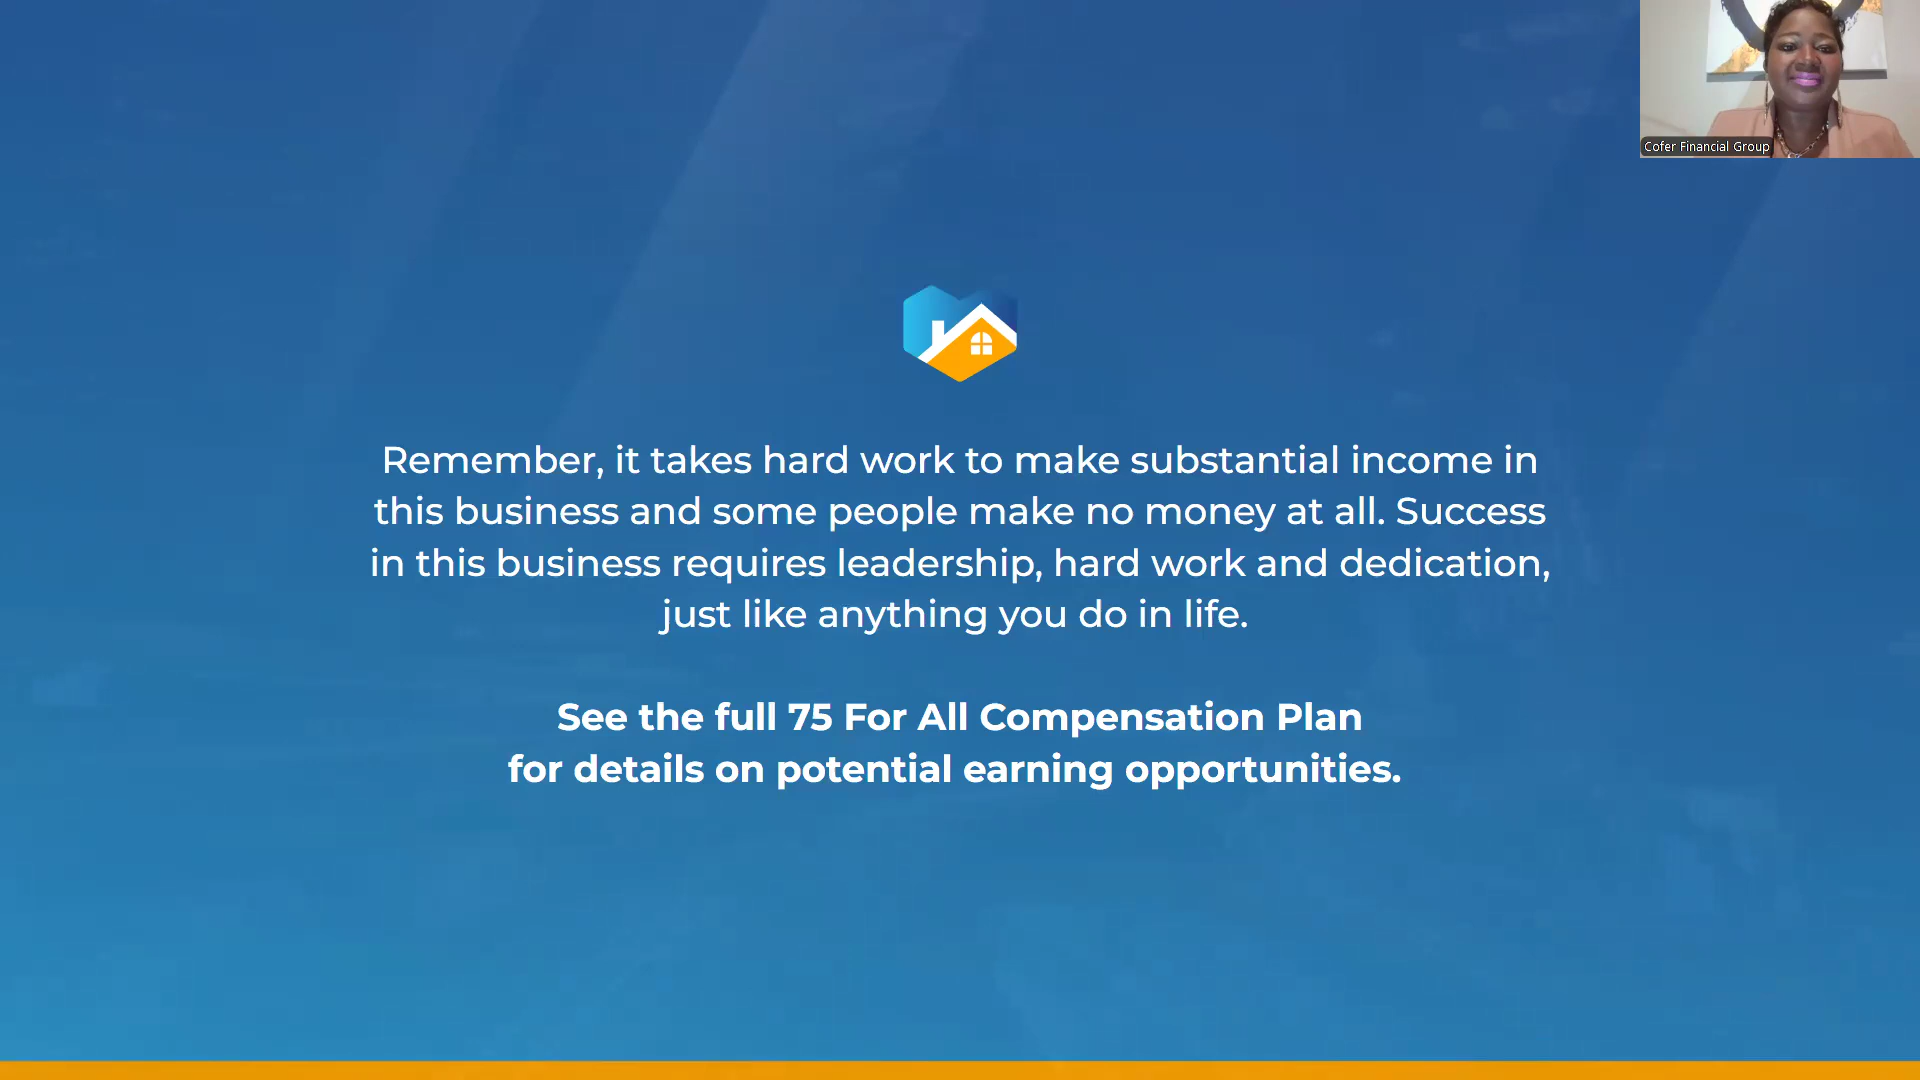 Cofer Financial Group
Remember, it takes hard work to make substantial income in
this business and some people make no money at all. Success
in this business requires leadership, hard work and dedication,
just like anything you do in life.
See the full 75 For All Compensation Plan
for details on potential earning opportunities.